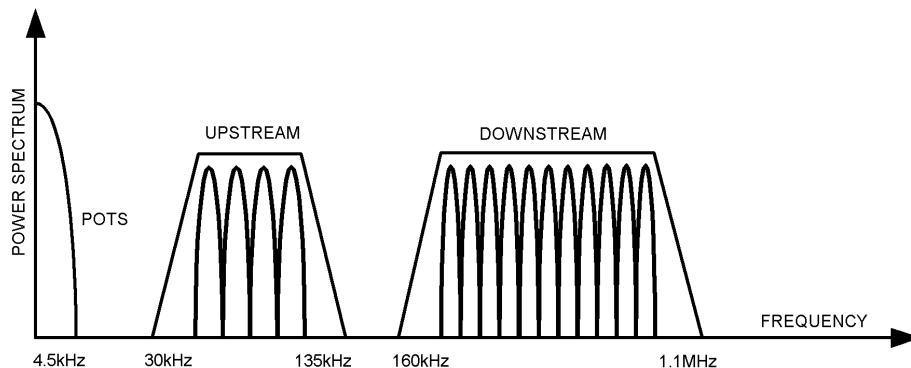 POWER SPECTRUM
UPSTREAM
DOWNSTREAM
POTS
FREQUENCY
4.5kHz
30kHz
135kHz
160kHz
1.1MHz